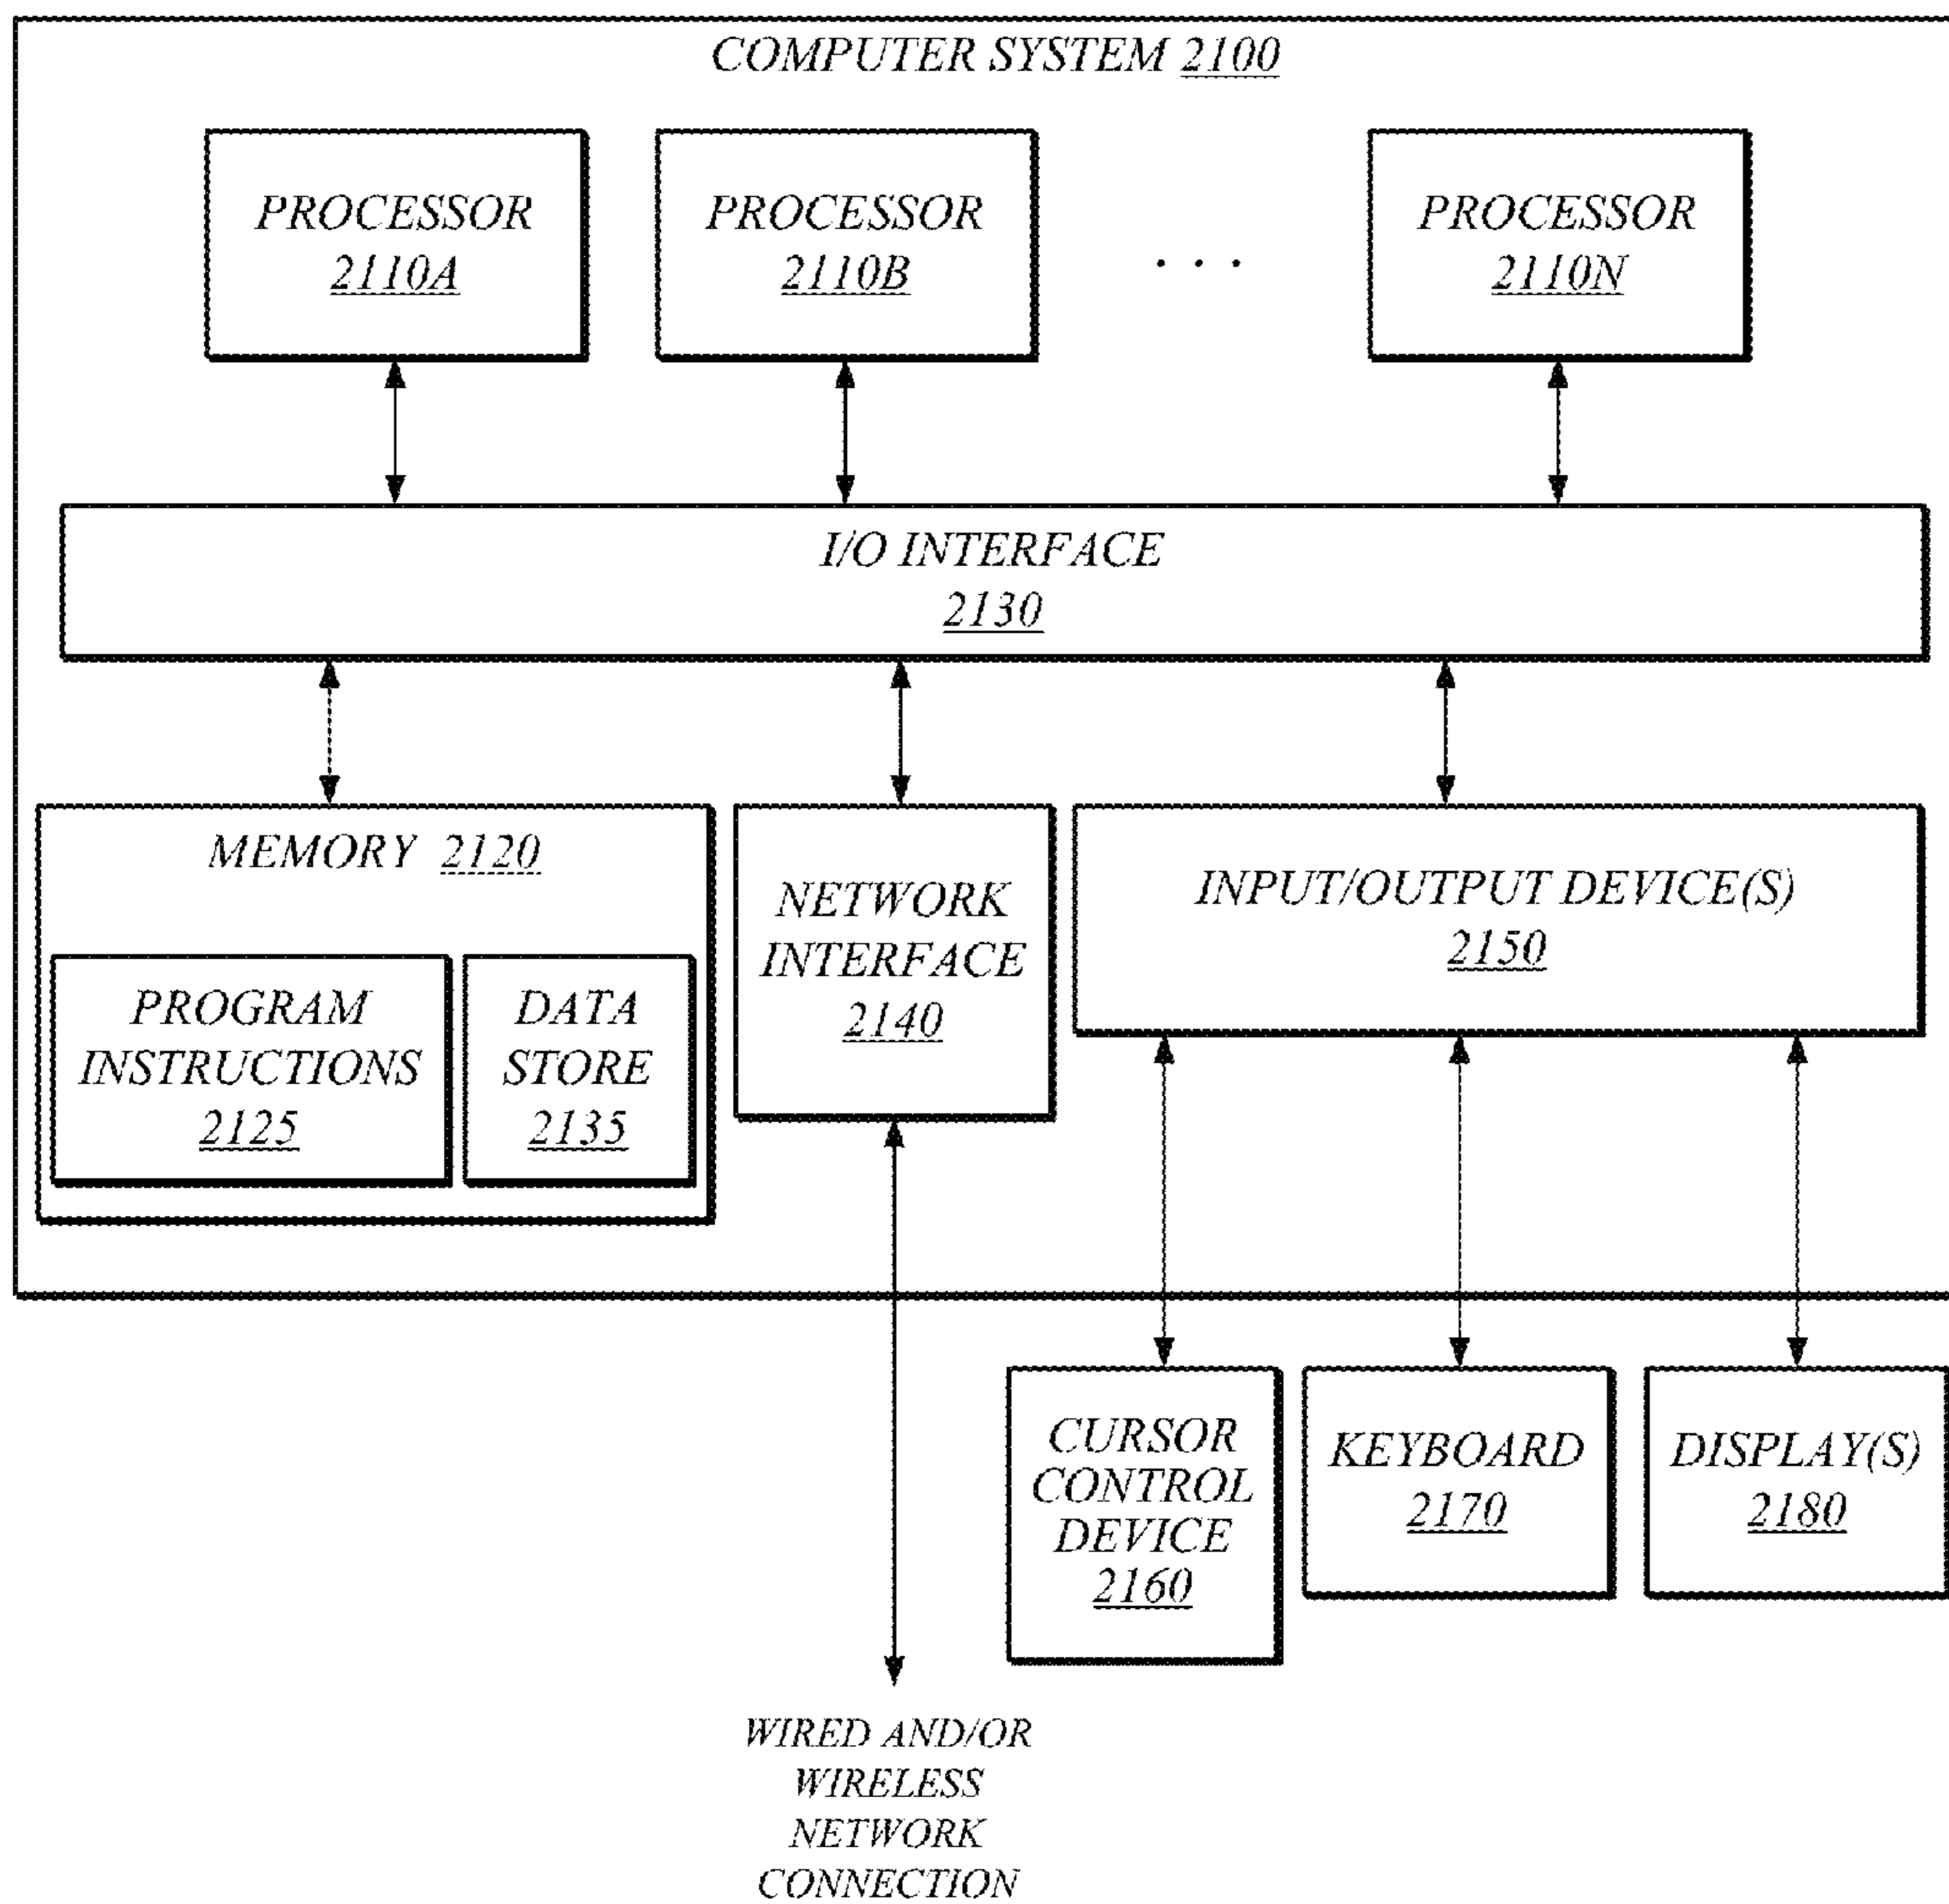 COMPUTER SYSTEM 2100
PROCESSOR
2110A
PROCESSOR
2110B
. . .
PROCESSOR
2110N
I/O INTERFACE
2130
MEMORY 2120
PROGRAM
INSTRUCTIONS
2125
DATA
STORE
2135
NETWORK
INTERFACE
2140
INPUT/OUTPUT DEVICE(S)
2150
CURSOR
CONTROL
DEVICE
2160
KEYBOARD
2170
DISPLAY(S)
2180
WIRED AND/OR
WIRELESS
NETWORK
CONNECTION